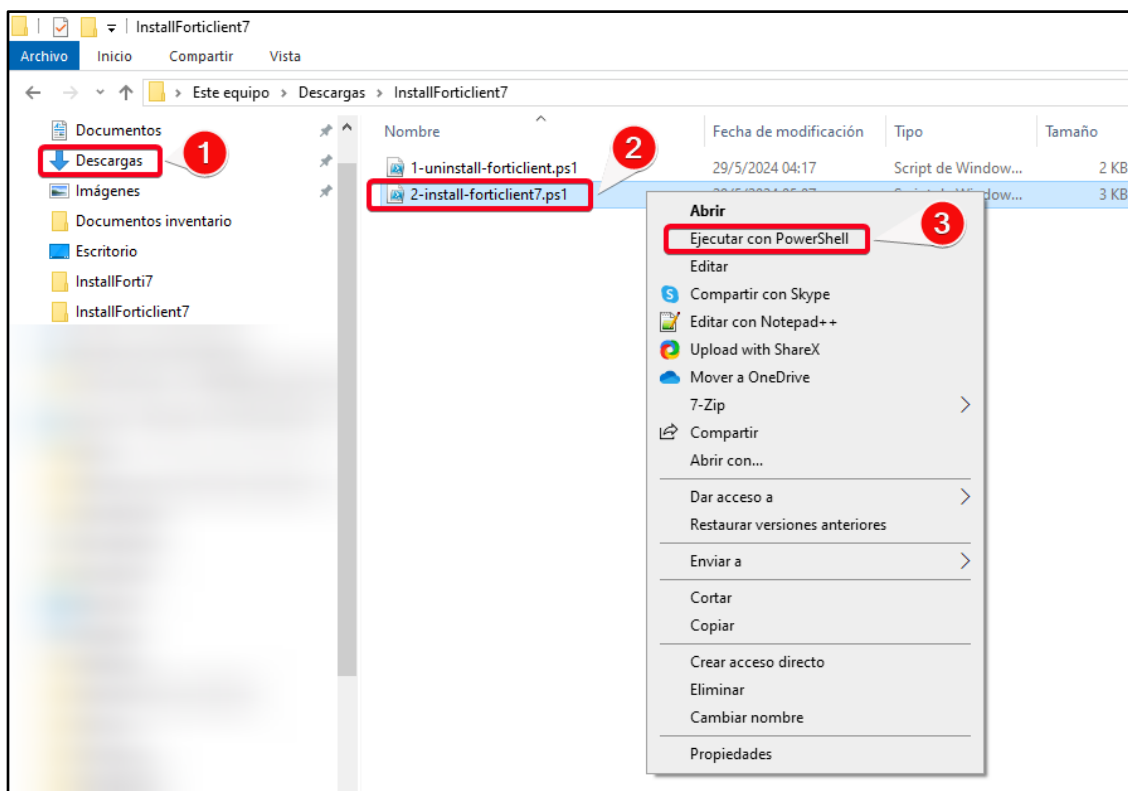 InstallForticlient7
Archivo Inicio Compartir Vista
Este equipo > Descargas > InstallForticlient7
Documentos
Descargas
Imágenes
Documentos inventario
Escritorio
InstallForti7
InstallForticlient7
1
Nombre Fecha de modificación Tipo Tamaño
1-uninstall-forticlient.ps1 29/5/2024 04:17 Script de Window... 2 KB
2-install-forticlient7.ps1 3 KB
2
Abrir
Ejecutar con PowerShell
3
Editar
Compartir con Skype
Editar con Notepad++
Upload with ShareX
Mover a OneDrive
7-Zip
Compartir
Abrir con...
Dar acceso a
Restaurar versiones anteriores
Enviar a
Cortar
Copiar
Crear acceso directo
Eliminar
Cambiar nombre
Propiedades